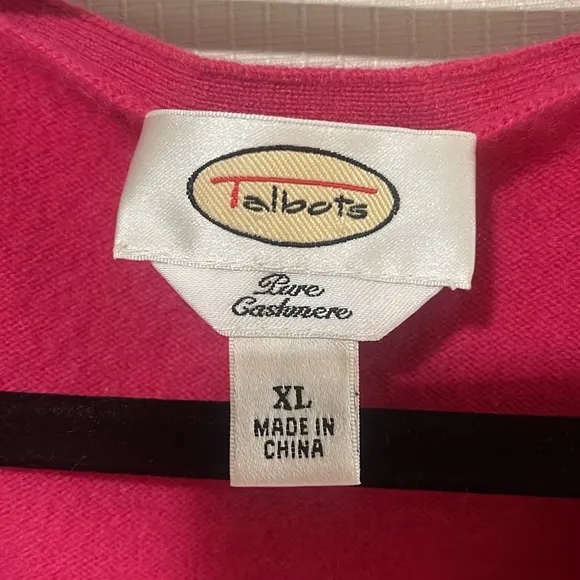 Talbots
Pure
Cashmere
XL
MADE IN
CHINA